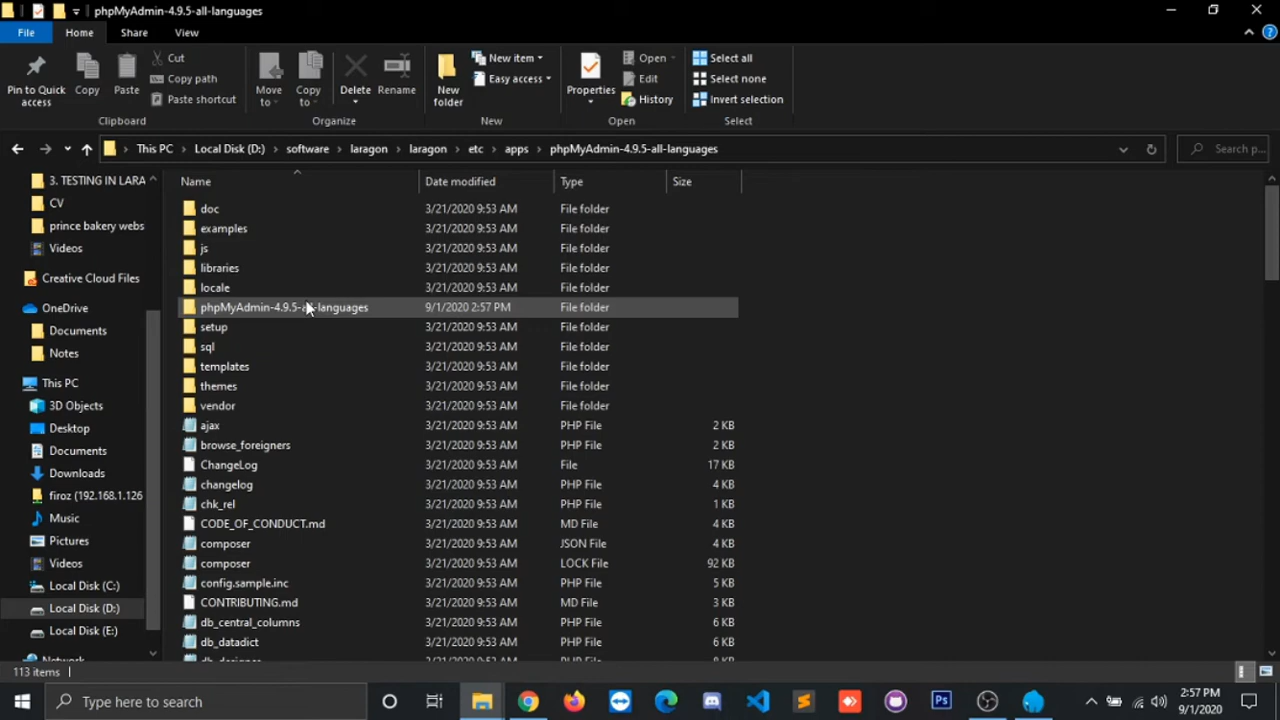 phpMyAdmin-4.9.5-all-languages
File Home Share View
Pin to Quick access
Copy
Paste
Cut
Copy path
Paste shortcut
Clipboard
Move to
Copy to
Delete
Rename
Organize
New folder
New item
Easy access
New
Properties
Open
Edit
History
Open
Select all
Select none
Invert selection
Select
This PC > Local Disk (D:) > software > laragon > laragon > etc > apps > phpMyAdmin-4.9.5-all-languages
Search p...
3. TESTING IN LARA
CV
prince bakery webs
Videos
Creative Cloud Files
OneDrive
Documents
Notes
This PC
3D Objects
Desktop
Documents
Downloads
firoz (192.168.1.126
Music
Pictures
Videos
Local Disk (C:)
Local Disk (D:)
Local Disk (E:)
Network
Name Date modified Type Size
doc 3/21/2020 9:53 AM File folder
examples 3/21/2020 9:53 AM File folder
js 3/21/2020 9:53 AM File folder
libraries 3/21/2020 9:53 AM File folder
locale 3/21/2020 9:53 AM File folder
phpMyAdmin-4.9.5-all-languages 9/1/2020 2:57 PM File folder
setup 3/21/2020 9:53 AM File folder
sql 3/21/2020 9:53 AM File folder
templates 3/21/2020 9:53 AM File folder
themes 3/21/2020 9:53 AM File folder
vendor 3/21/2020 9:53 AM File folder
ajax 3/21/2020 9:53 AM PHP File 2 KB
browse_foreigners 3/21/2020 9:53 AM PHP File 2 KB
ChangeLog 3/21/2020 9:53 AM File 17 KB
changelog 3/21/2020 9:53 AM PHP File 4 KB
chk_rel 3/21/2020 9:53 AM PHP File 1 KB
CODE_OF_CONDUCT.md 3/21/2020 9:53 AM MD File 4 KB
composer 3/21/2020 9:53 AM JSON File 4 KB
composer 3/21/2020 9:53 AM LOCK File 92 KB
config.sample.inc 3/21/2020 9:53 AM PHP File 5 KB
CONTRIBUTING.md 3/21/2020 9:53 AM MD File 3 KB
db_central_columns 3/21/2020 9:53 AM PHP File 6 KB
db_datadict 3/21/2020 9:53 AM PHP File 6 KB
db_designer 3/21/2020 9:53 AM PHP File 8 KB
113 items
Type here to search
2:57 PM
9/1/2020